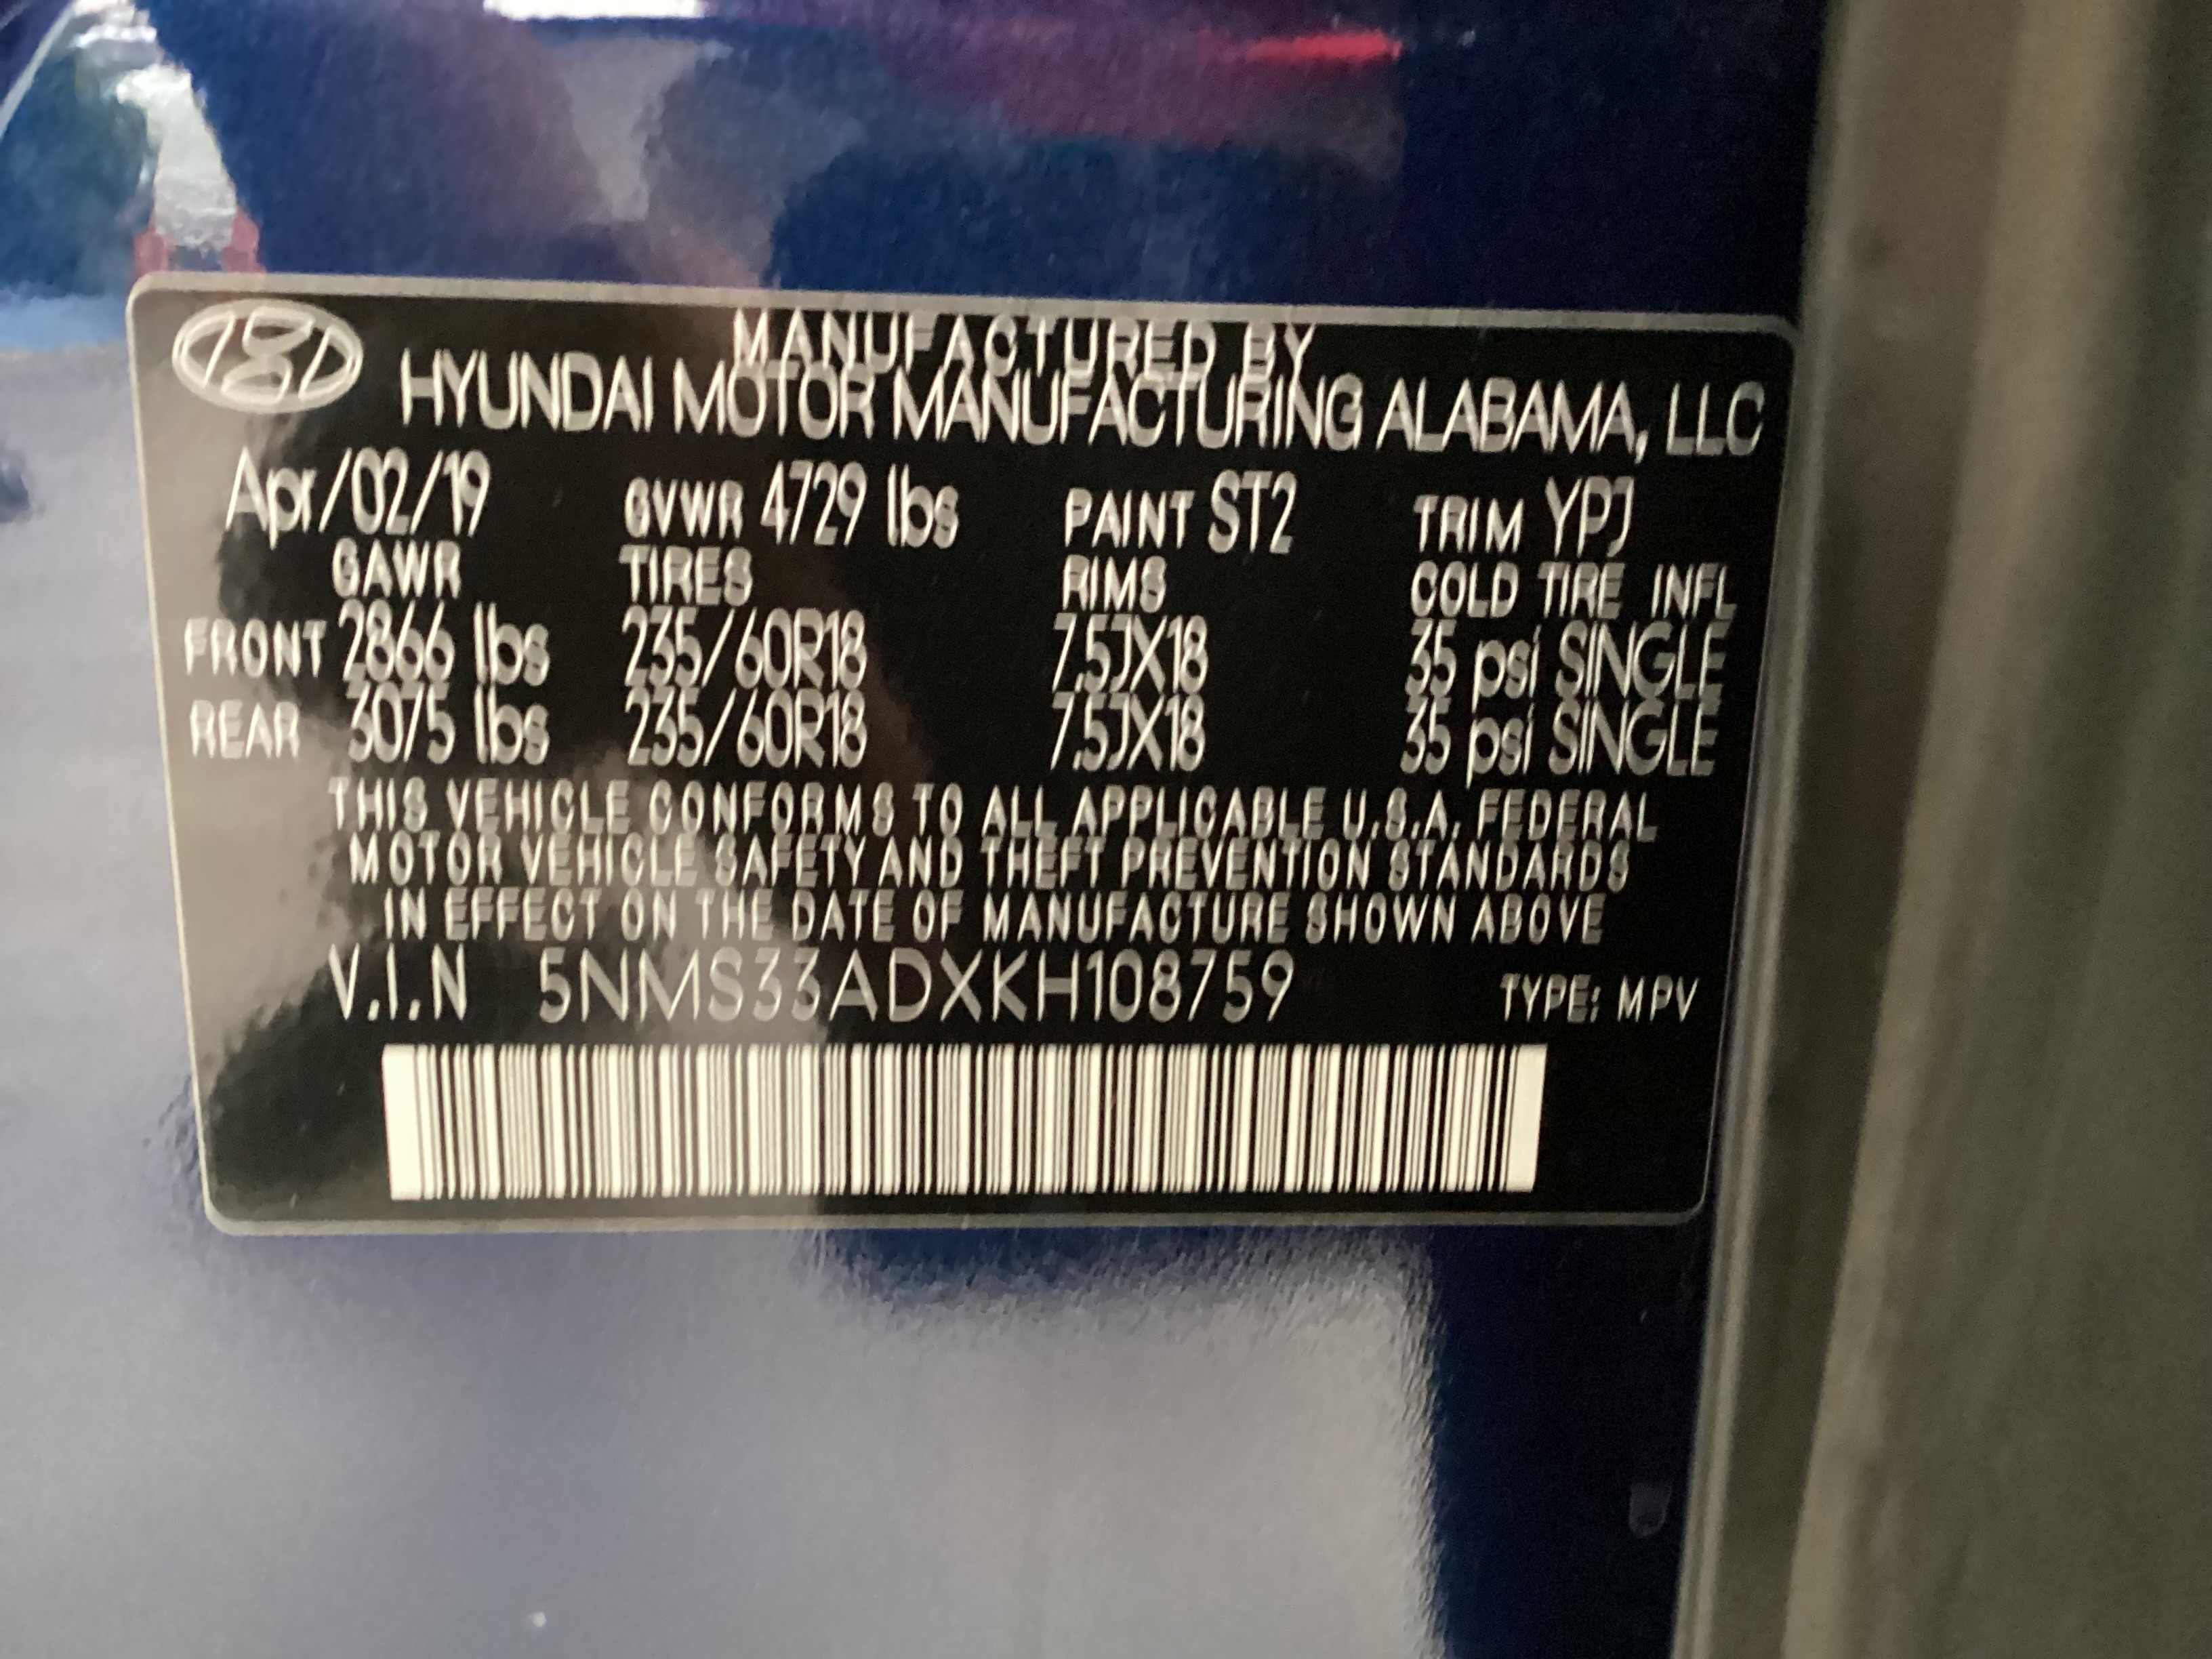 MANUFACTURED BY
HYUNDAI MOTOR MANUFACTURING ALABAMA, LLC
Apr/02/19 GVWR 4729 lbs PAINT ST2 TRIM YPJ
GAWR TIRES RIMS COLD TIRE INFL
FRONT 2866 lbs 235/60R18 7.5JX18 35 psi SINGLE
REAR 3075 lbs 235/60R18 7.5JX18 35 psi SINGLE
THIS VEHICLE CONFORMS TO ALL APPLICABLE U.S.A. FEDERAL
MOTOR VEHICLE SAFETY AND THEFT PREVENTION STANDARDS
IN EFFECT ON THE DATE OF MANUFACTURE SHOWN ABOVE
V.I.N 5NMS33ADXKH108759 TYPE: MPV